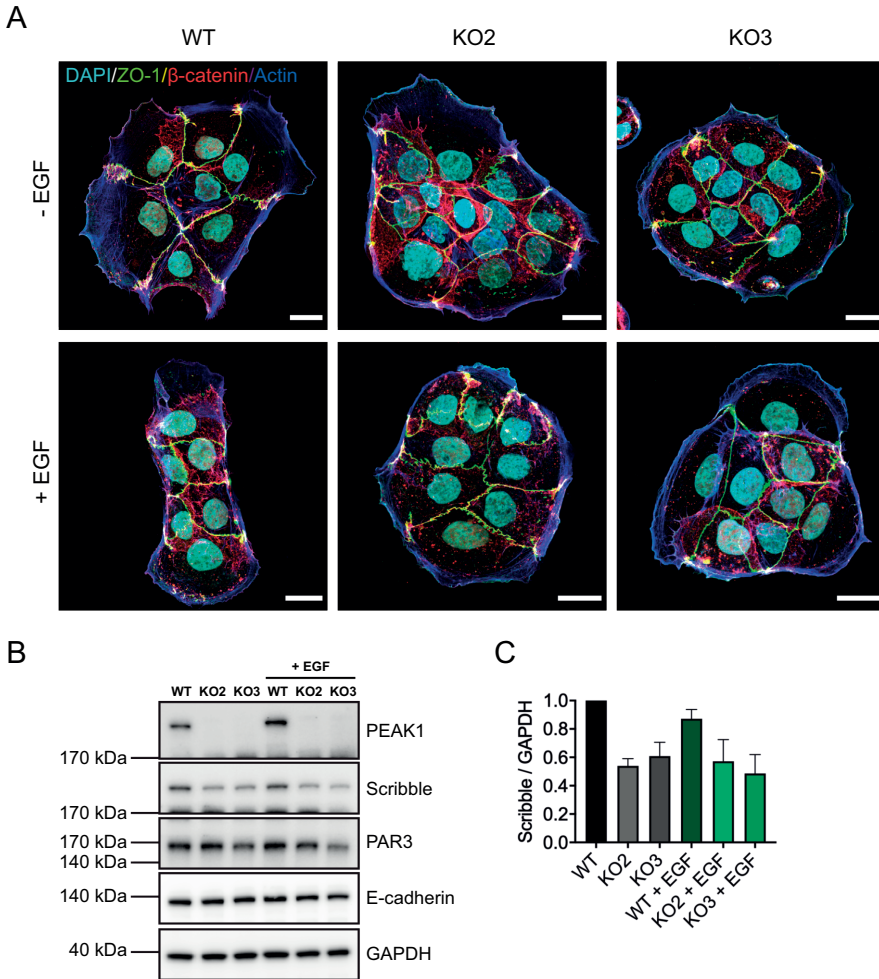 A
WT KO2 KO3
DAPI/ZO-1/β-catenin/Actin
- EGF
+ EGF
B
+ EGF
WT KO2 KO3 WT KO2 KO3
PEAK1
170 kDa
Scribble
170 kDa
170 kDa PAR3
140 kDa
140 kDa E-cadherin
40 kDa GAPDH
C
Scribble / GAPDH
1.0
0.8
0.6
0.4
0.2
0.0
WT
KO2
KO3
WT + EGF
KO2 + EGF
KO3 + EGF